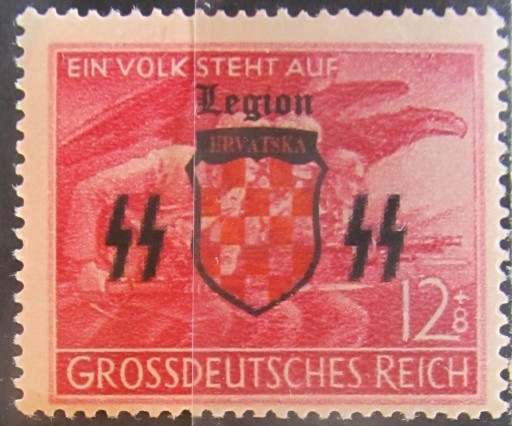 EIN VOLK STEHT AUF
Legion
HRVATSKA
SS SS
12+8
GROSSDEUTSCHES REICH